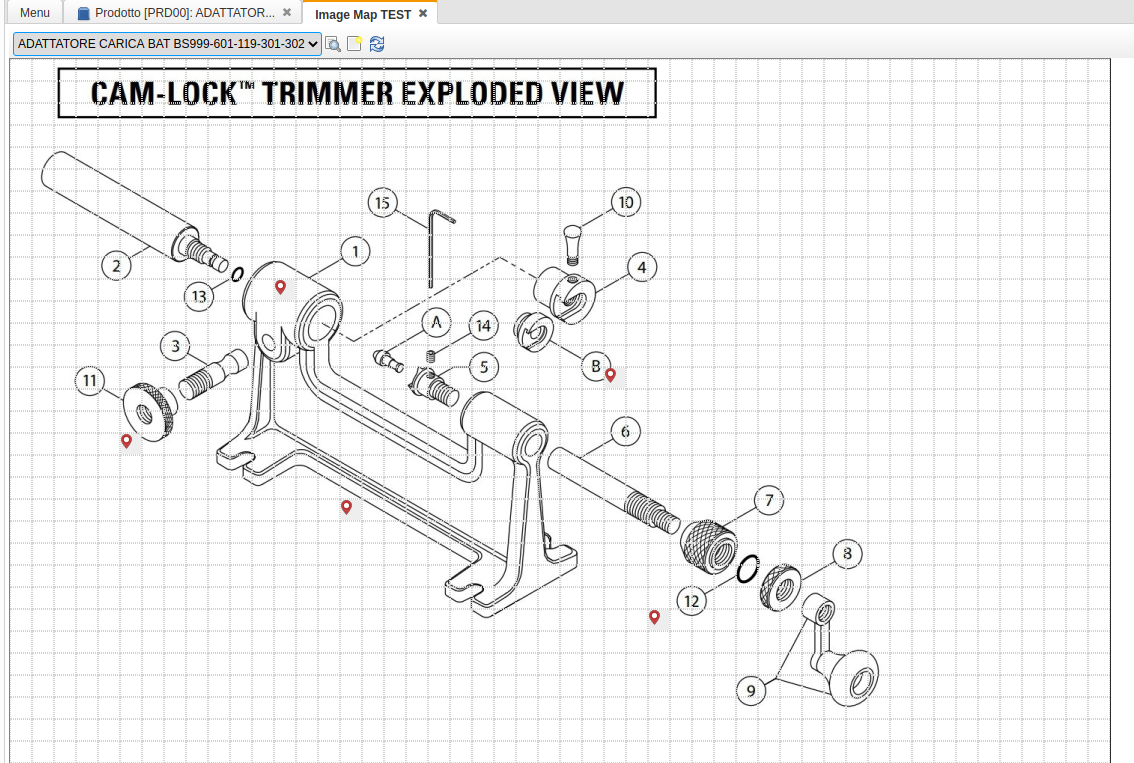 Menu
Prodotto [PRD00]: ADATTATOR...
Image Map TEST
ADATTATORE CARICA BAT BS999-601-119-301-302
CAM-LOCK™ TRIMMER EXPLODED VIEW
15
10
1
2
4
13
A
14
3
5
B
11
6
7
8
12
9